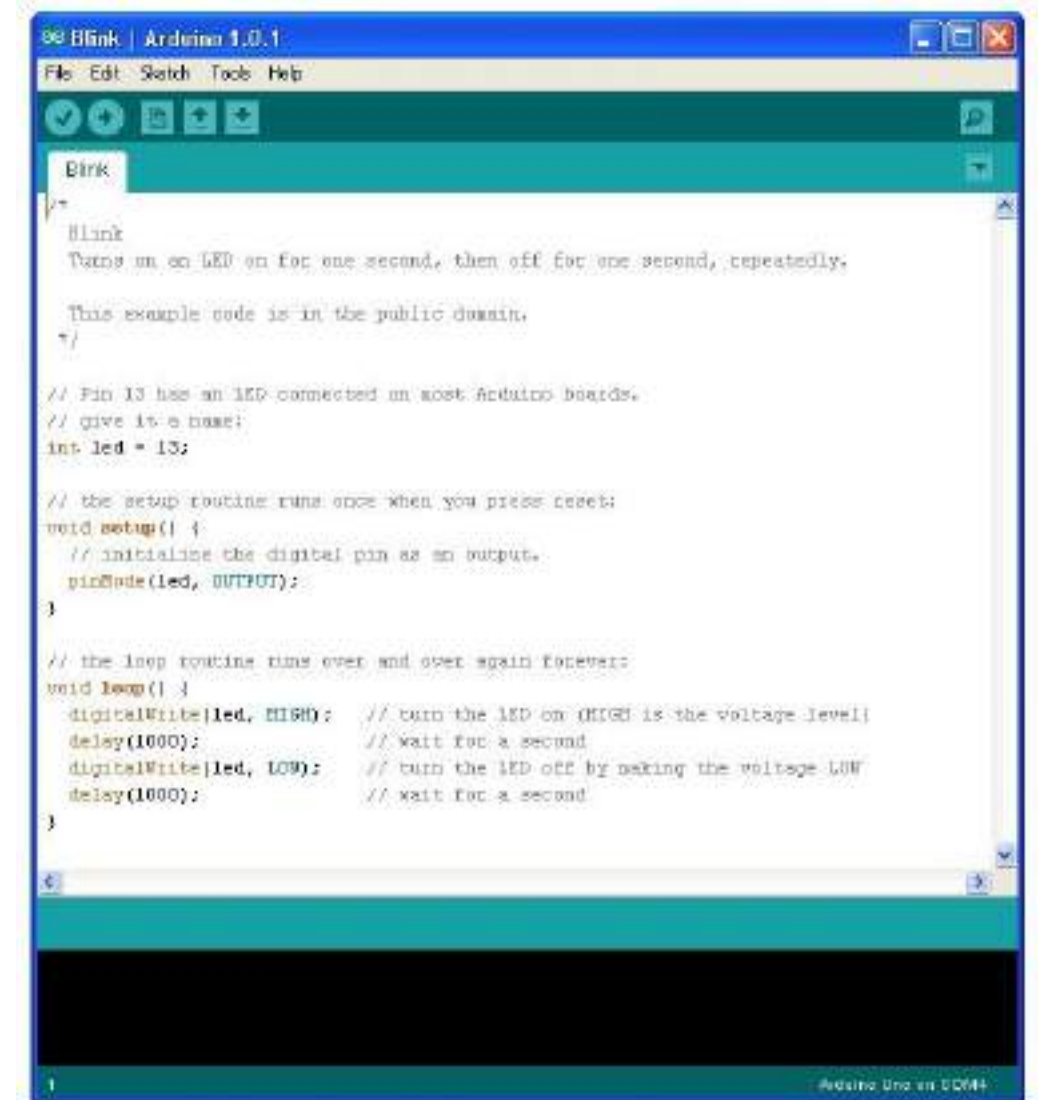 Blink | Arduino 1.0.1
File Edit Sketch Tools Help
Blink
/*
Blink
Turns on an LED on for one second, then off for one second, repeatedly.
This example code is in the public domain.
*/
// Pin 13 has an LED connected on most Arduino boards.
// give it a name:
int led = 13;
// the setup routine runs once when you press reset:
void setup() {
// initialize the digital pin as an output.
pinMode(led, OUTPUT);
}
// the loop routine runs over and over again forever:
void loop() {
digitalWrite(led, HIGH); // turn the LED on (HIGH is the voltage level)
delay(1000); // wait for a second
digitalWrite(led, LOW); // turn the LED off by making the voltage LOW
delay(1000); // wait for a second
}
1
Arduino Uno on COM4